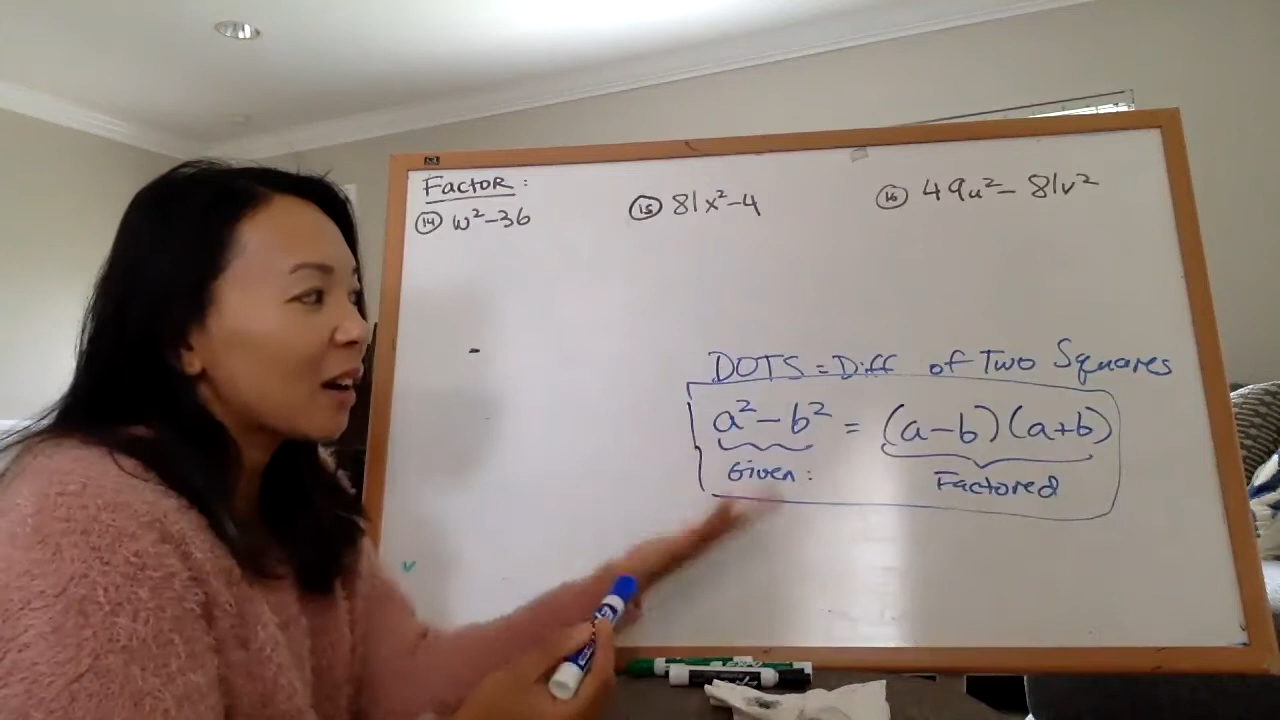 Factor:
⑭ w²-36
⑮ 81x²-4
⑯ 49u²- 81v²
DOTS = Diff of Two Squares
a² - b² = (a-b)(a+b)
Given: Factored
EXPO